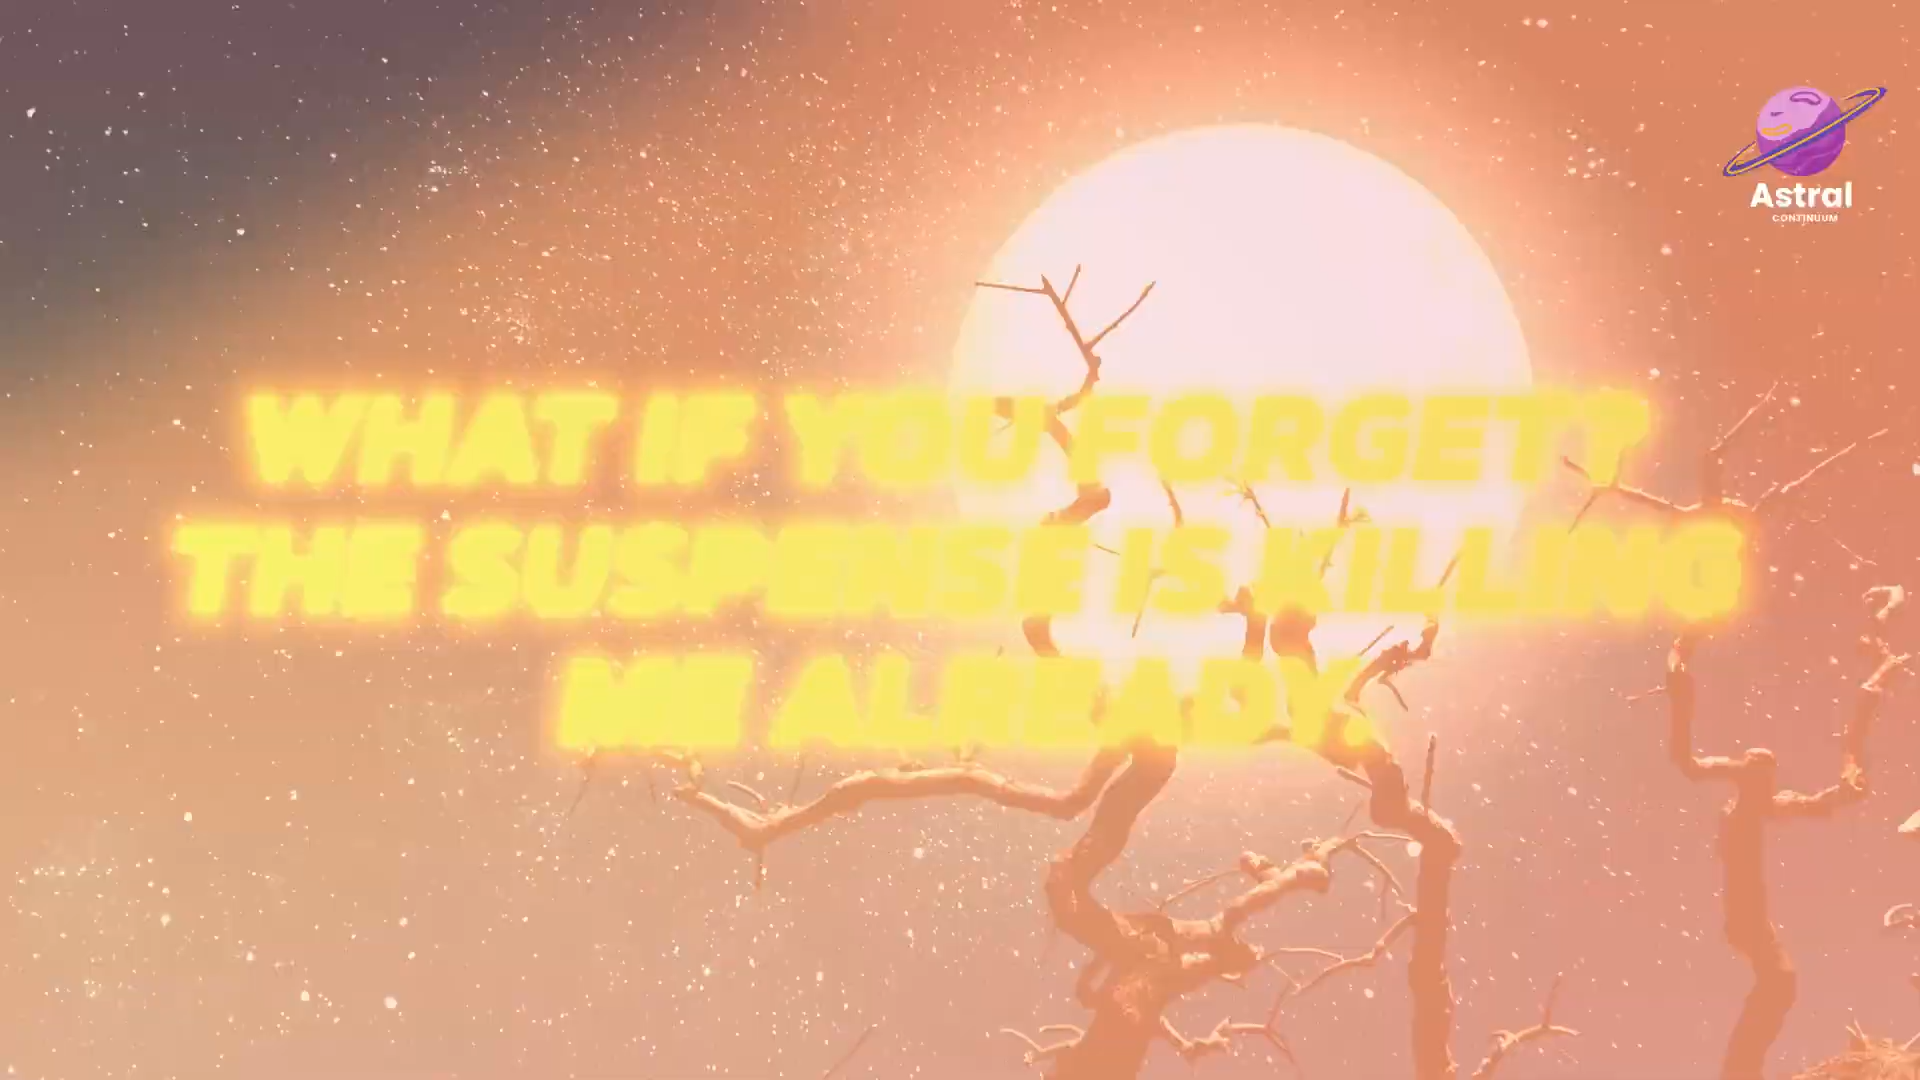 Astral
CONTINUUM
WHAT IF YOU FORGET?
THE SUSPENSE IS KILLING
ME ALREADY.